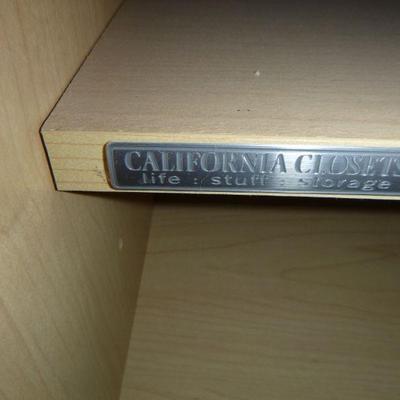 CALIFORNIA CLOSETS
life : stuff : storage